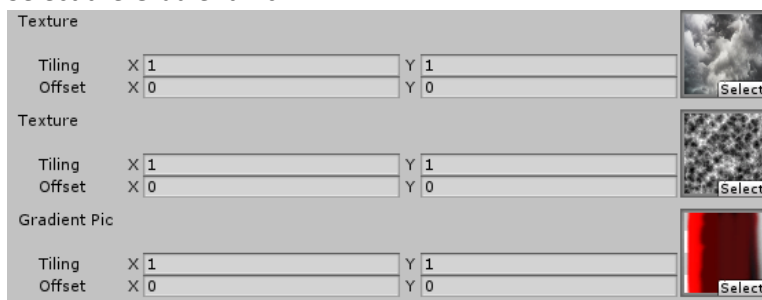 Texture
Tiling X 1 Y 1
Offset X 0 Y 0
Select
Texture
Tiling X 1 Y 1
Offset X 0 Y 0
Select
Gradient Pic
Tiling X 1 Y 1
Offset X 0 Y 0
Select